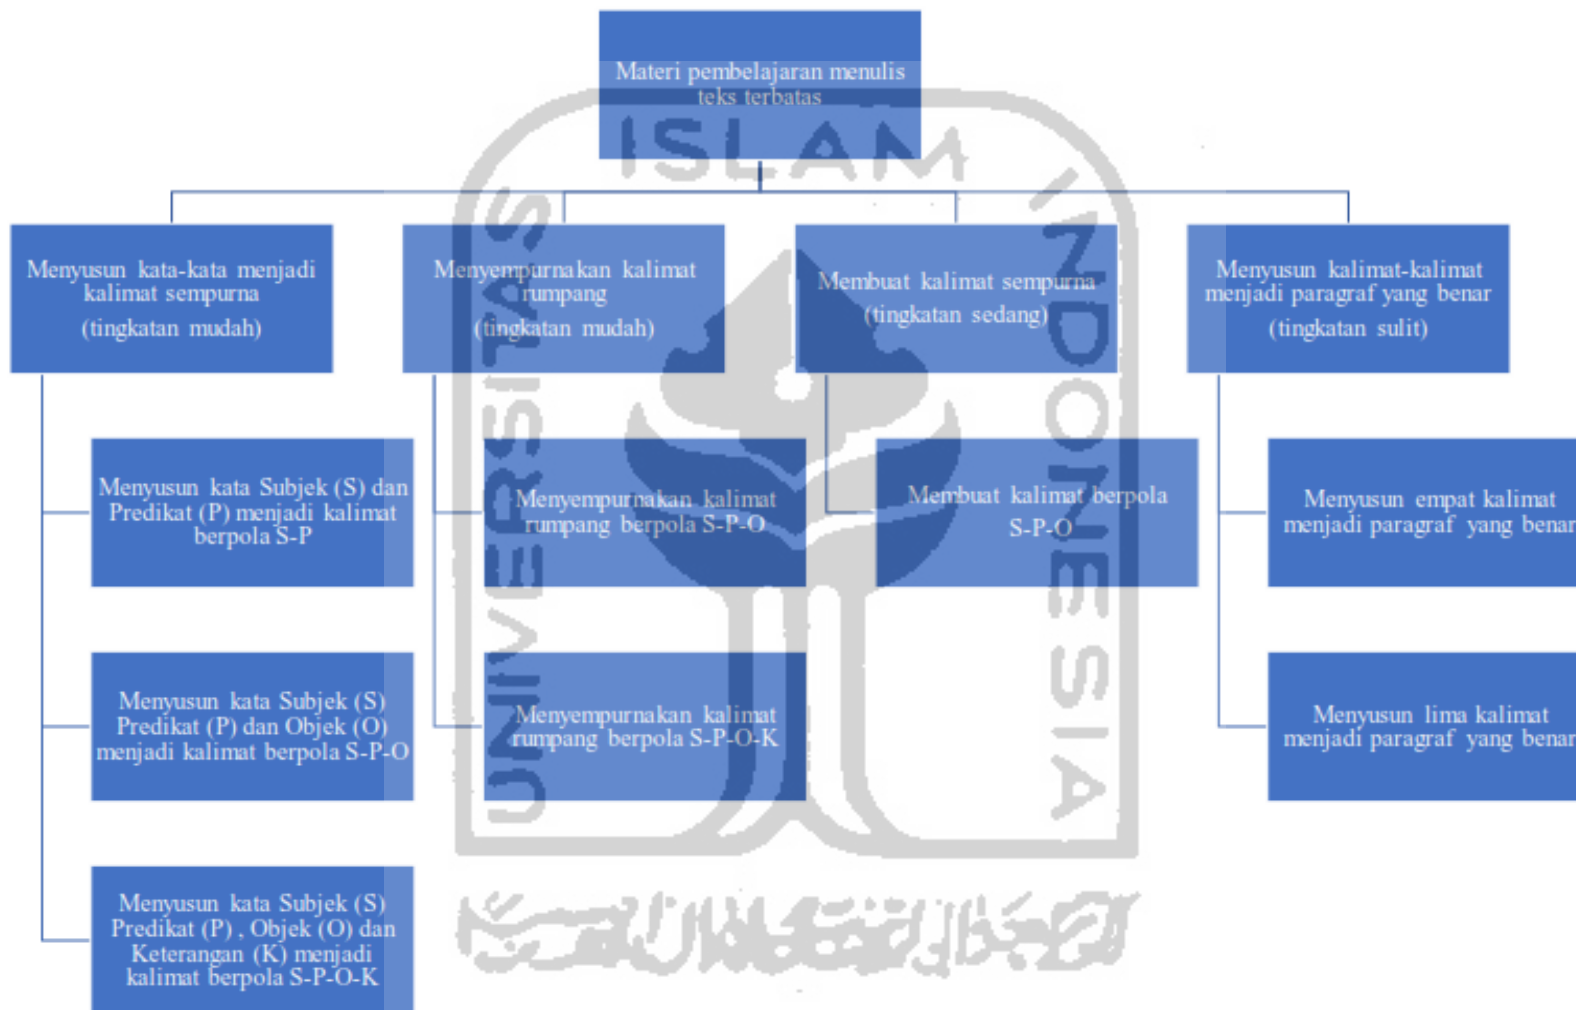 Materi pembelajaran menulis
teks terbatas
Menyusun kata-kata menjadi
kalimat sempurna
(tingkatan mudah)
Menyusun kata Subjek (S) dan
Predikat (P) menjadi kalimat
berpola S-P
Menyusun kata Subjek (S)
Predikat (P) dan Objek (O)
menjadi kalimat berpola S-P-O
Menyusun kata Subjek (S)
Predikat (P) , Objek (O) dan
Keterangan (K) menjadi
kalimat berpola S-P-O-K
Menyempurnakan kalimat
rumpang
(tingkatan mudah)
Menyempurnakan kalimat
rumpang berpola S-P-O
Menyempurnakan kalimat
rumpang berpola S-P-O-K
Membuat kalimat sempurna
(tingkatan sedang)
Membuat kalimat berpola
S-P-O
Menyusun kalimat-kalimat
menjadi paragraf yang benar
(tingkatan sulit)
Menyusun empat kalimat
menjadi paragraf yang benar
Menyusun lima kalimat
menjadi paragraf yang benar
UNIVERSITAS
ISLAM
INDONESIA